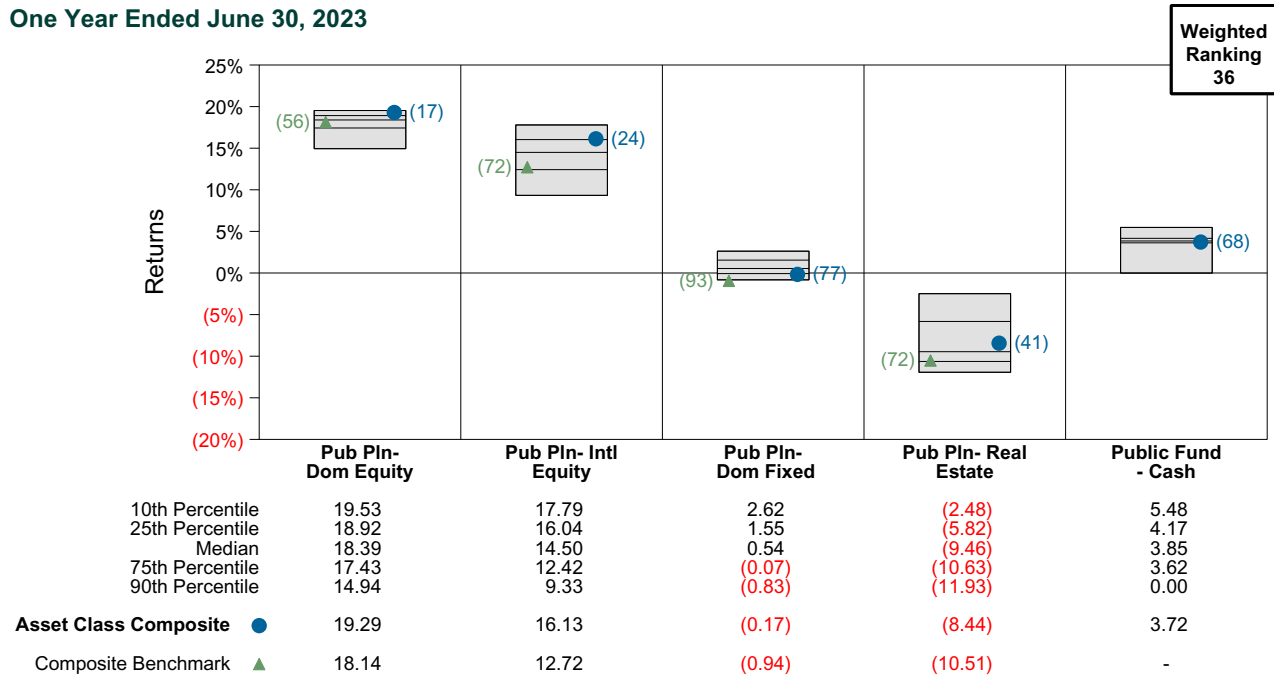 One Year Ended June 30, 2023
Weighted
Ranking
36
Returns
25%
20%
15%
10%
5%
0%
(5%)
(10%)
(15%)
(20%)
(56)
(17)
(72)
(24)
(93)
(77)
(72)
(41)
(68)
Pub Pln- Pub Pln- Intl Pub Pln- Pub Pln- Real Public Fund
Dom Equity Equity Dom Fixed Estate - Cash
10th Percentile 19.53 17.79 2.62 (2.48) 5.48
25th Percentile 18.92 16.04 1.55 (5.82) 4.17
Median 18.39 14.50 0.54 (9.46) 3.85
75th Percentile 17.43 12.42 (0.07) (10.63) 3.62
90th Percentile 14.94 9.33 (0.83) (11.93) 0.00
Asset Class Composite 19.29 16.13 (0.17) (8.44) 3.72
Composite Benchmark 18.14 12.72 (0.94) (10.51) -